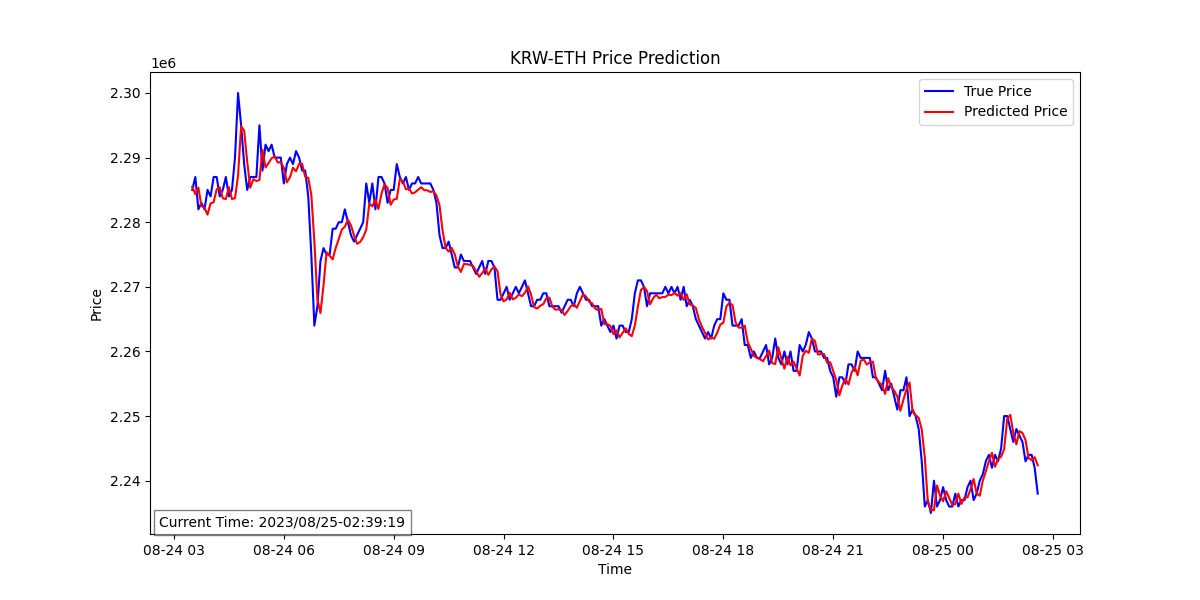 KRW-ETH Price Prediction
1e6
True Price
Predicted Price
2.30
2.29
2.28
2.27
2.26
2.25
2.24
Price
Current Time: 2023/08/25-02:39:19
08-24 03
08-24 06
08-24 09
08-24 12
08-24 15
08-24 18
08-24 21
08-25 00
08-25 03
Time